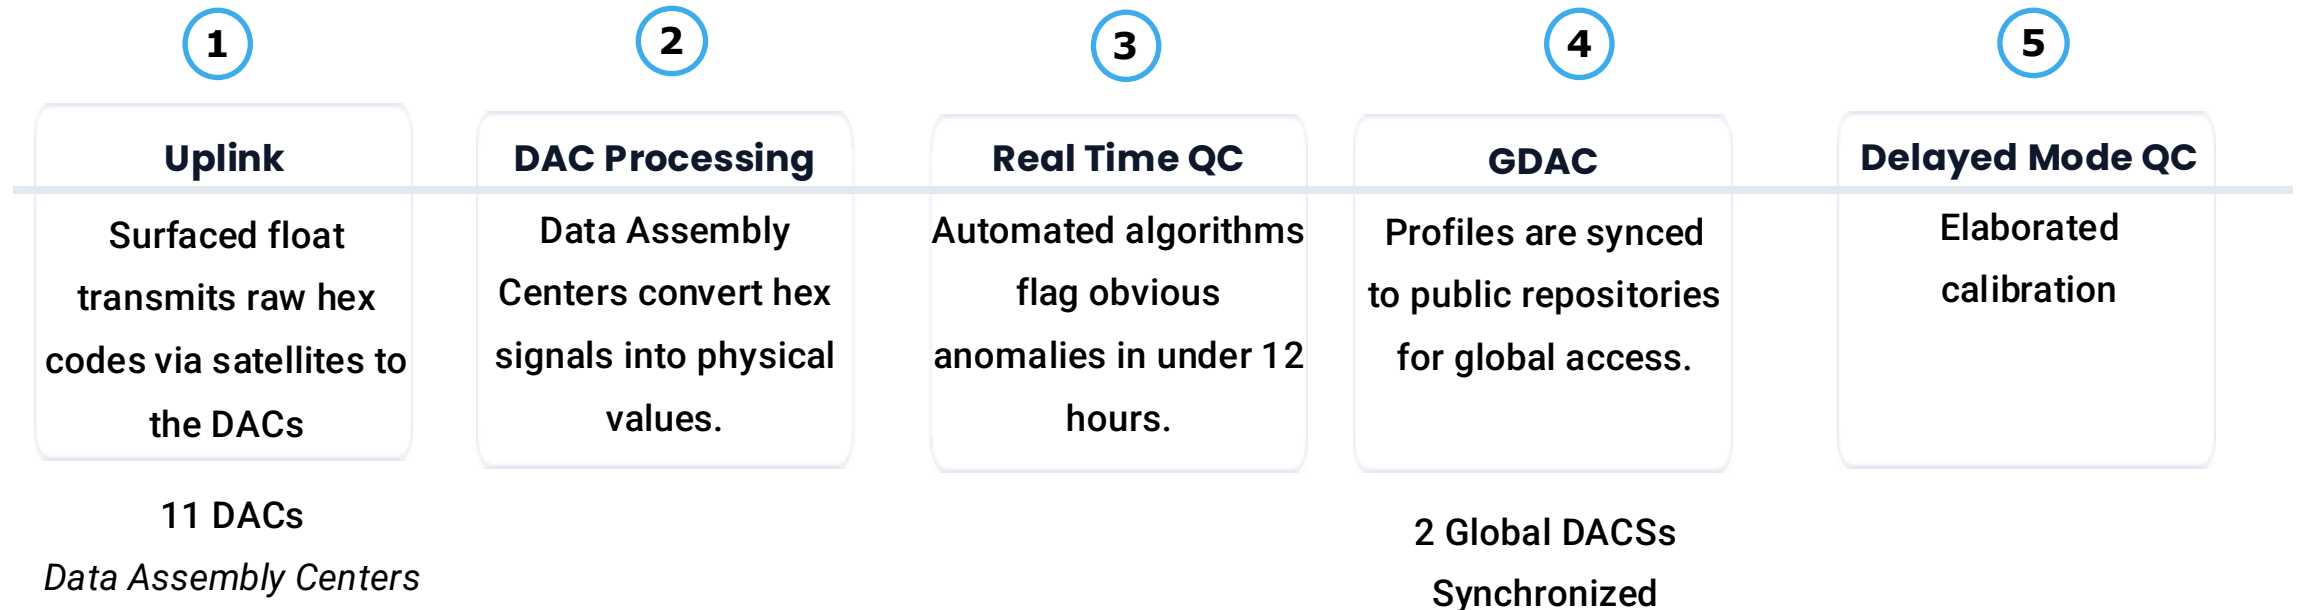 1
Uplink
Surfaced float
transmits raw hex
codes via satellites to
the DACs
11 DACs
Data Assembly Centers
2
DAC Processing
Data Assembly
Centers convert hex
signals into physical
values.
3
Real Time QC
Automated algorithms
flag obvious
anomalies in under 12
hours.
4
GDAC
Profiles are synced
to public repositories
for global access.
2 Global DACSs
Synchronized
5
Delayed Mode QC
Elaborated
calibration